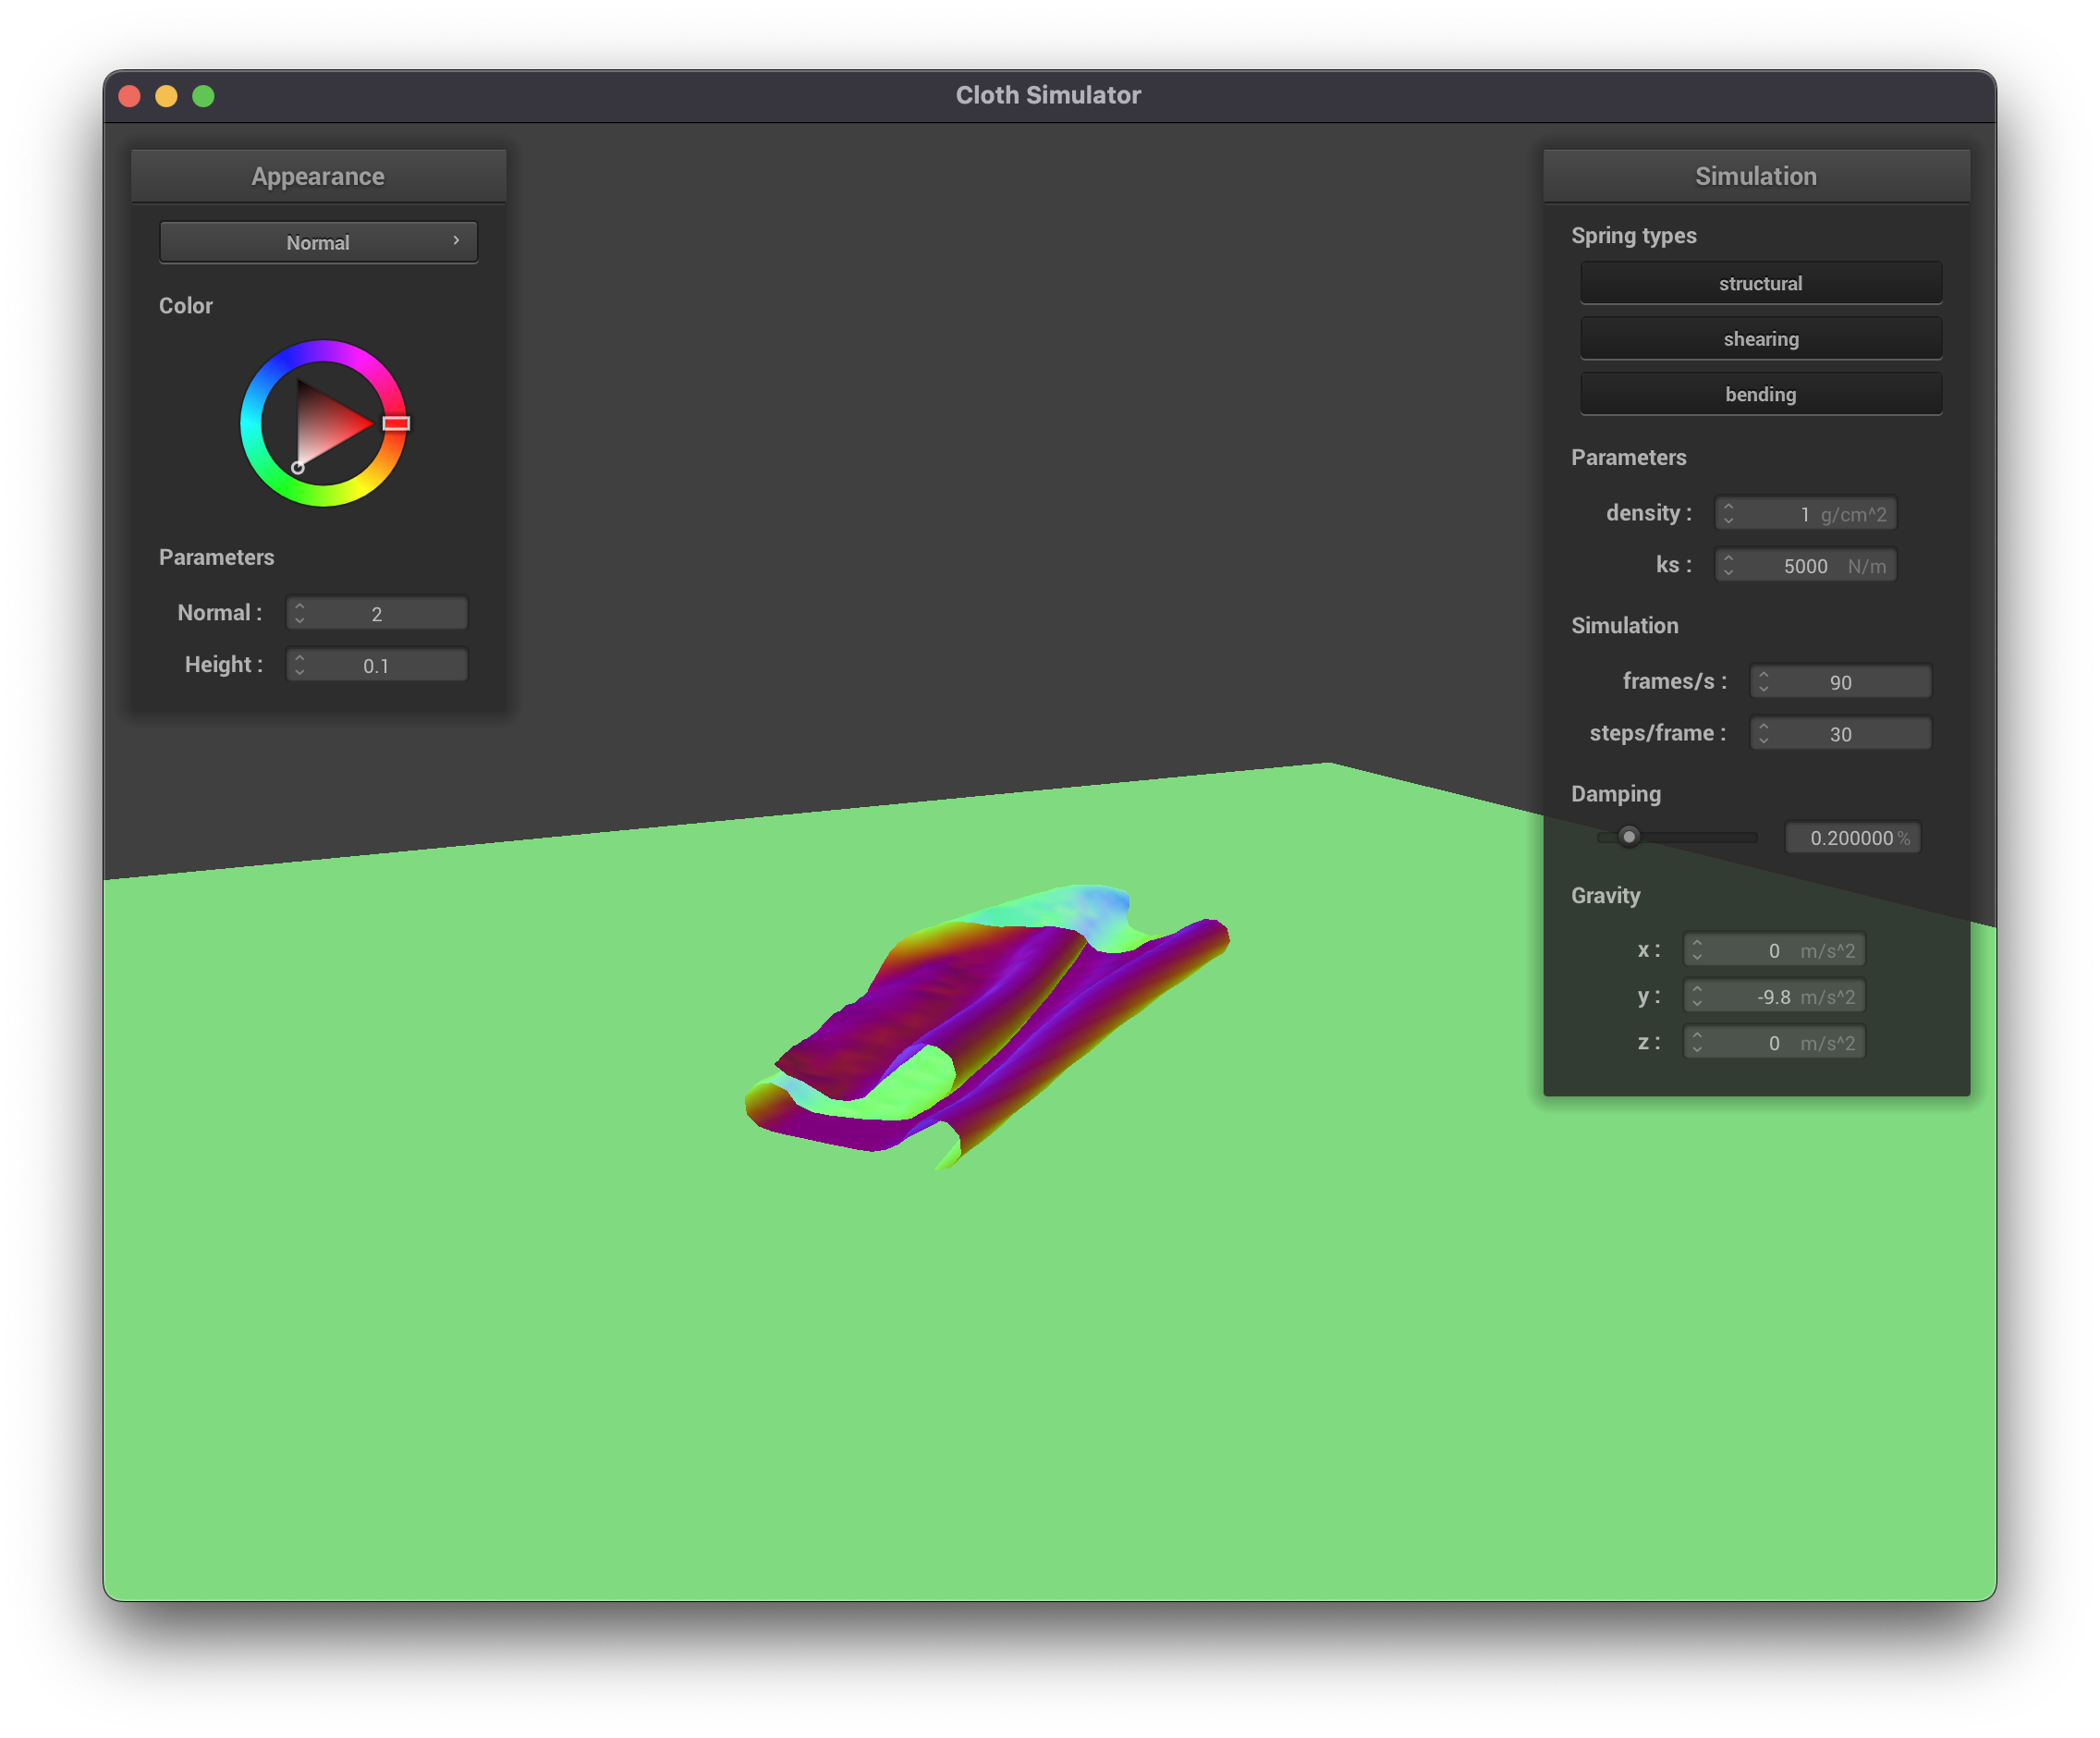 Cloth Simulator
Appearance
Normal
Color
Parameters
Normal : 2
Height : 0.1
Simulation
Spring types
structural
shearing
bending
Parameters
density : 1 g/cm^2
ks : 5000 N/m
Simulation
frames/s : 90
steps/frame : 30
Damping
0.200000 %
Gravity
x : 0 m/s^2
y : -9.8 m/s^2
z : 0 m/s^2